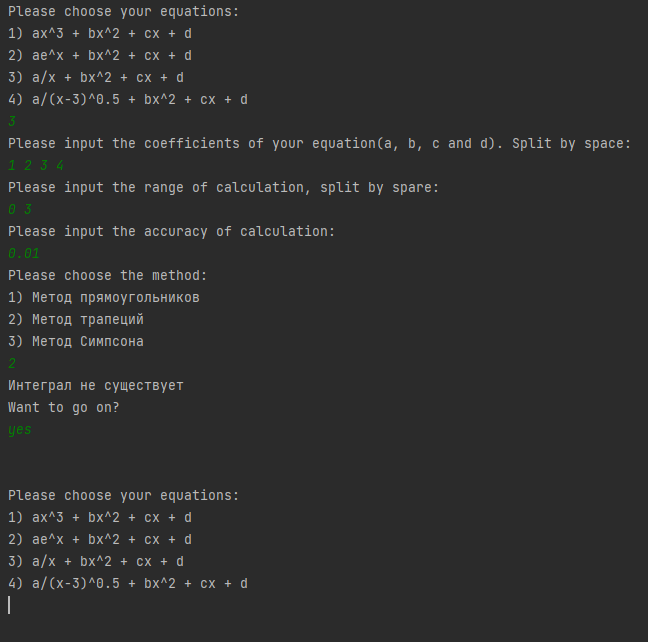 Please choose your equations:
1) ax^3 + bx^2 + cx + d
2) ae^x + bx^2 + cx + d
3) a/x + bx^2 + cx + d
4) a/(x-3)^0.5 + bx^2 + cx + d
3
Please input the coefficients of your equation(a, b, c and d). Split by space:
1 2 3 4
Please input the range of calculation, split by spare:
0 3
Please input the accuracy of calculation:
0.01
Please choose the method:
1) Метод прямоугольников
2) Метод трапеций
3) Метод Симпсона
2
Интеграл не существует
Want to go on?
yes
Please choose your equations:
1) ax^3 + bx^2 + cx + d
2) ae^x + bx^2 + cx + d
3) a/x + bx^2 + cx + d
4) a/(x-3)^0.5 + bx^2 + cx + d